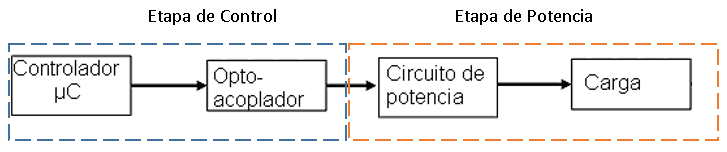 Etapa de Control
Etapa de Potencia
Controlador
µC
Opto-
acoplador
Circuito de
potencia
Carga